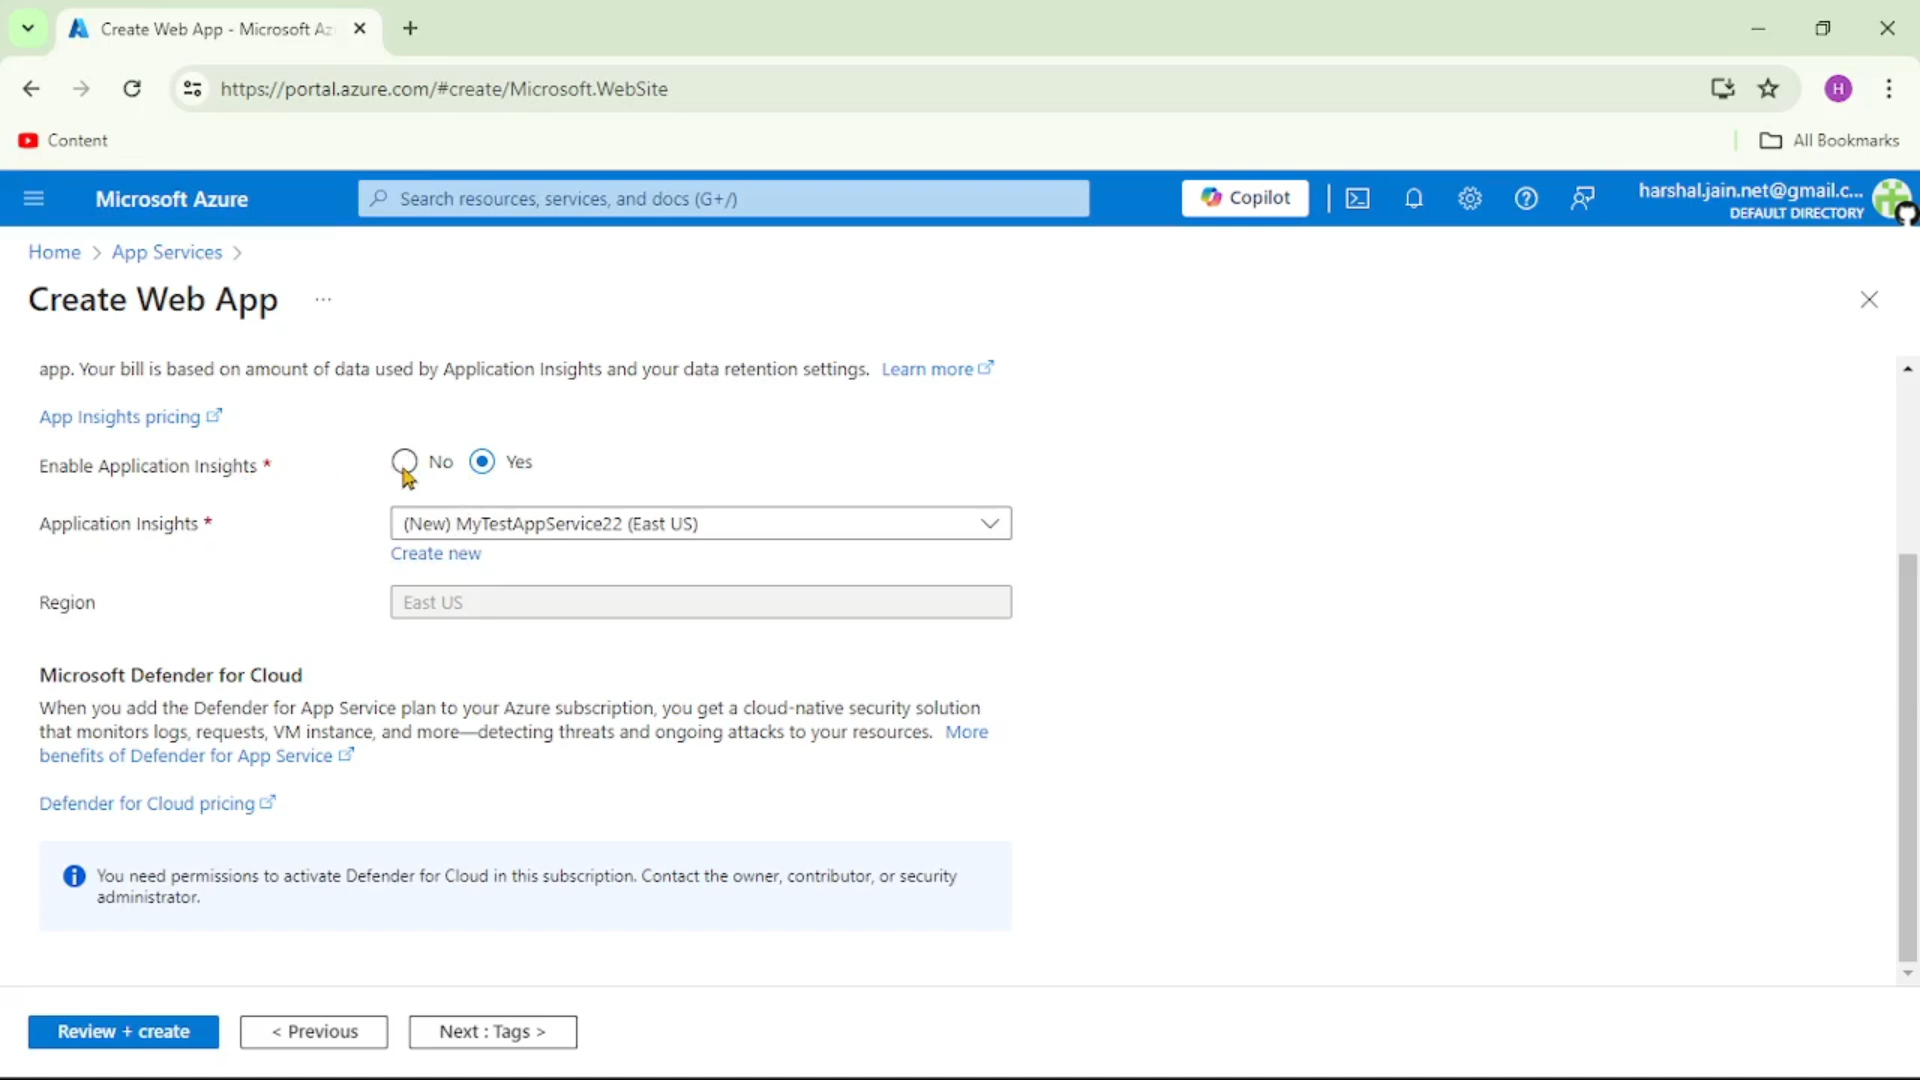 Create Web App - Microsoft Az
https://portal.azure.com/#create/Microsoft.WebSite
H
Content
All Bookmarks
Microsoft Azure
Search resources, services, and docs (G+/)
Copilot
harshal.jain.net@gmail.c...
DEFAULT DIRECTORY
Home > App Services >
Create Web App ...
app. Your bill is based on amount of data used by Application Insights and your data retention settings. Learn more
App Insights pricing
Enable Application Insights *
No
Yes
Application Insights *
(New) MyTestAppService22 (East US)
Create new
Region
East US
Microsoft Defender for Cloud
When you add the Defender for App Service plan to your Azure subscription, you get a cloud-native security solution
that monitors logs, requests, VM instance, and more—detecting threats and ongoing attacks to your resources. More
benefits of Defender for App Service
Defender for Cloud pricing
You need permissions to activate Defender for Cloud in this subscription. Contact the owner, contributor, or security
administrator.
Review + create
< Previous
Next : Tags >